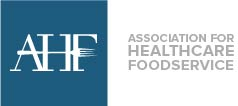 AHF
ASSOCIATION FOR
HEALTHCARE
FOODSERVICE